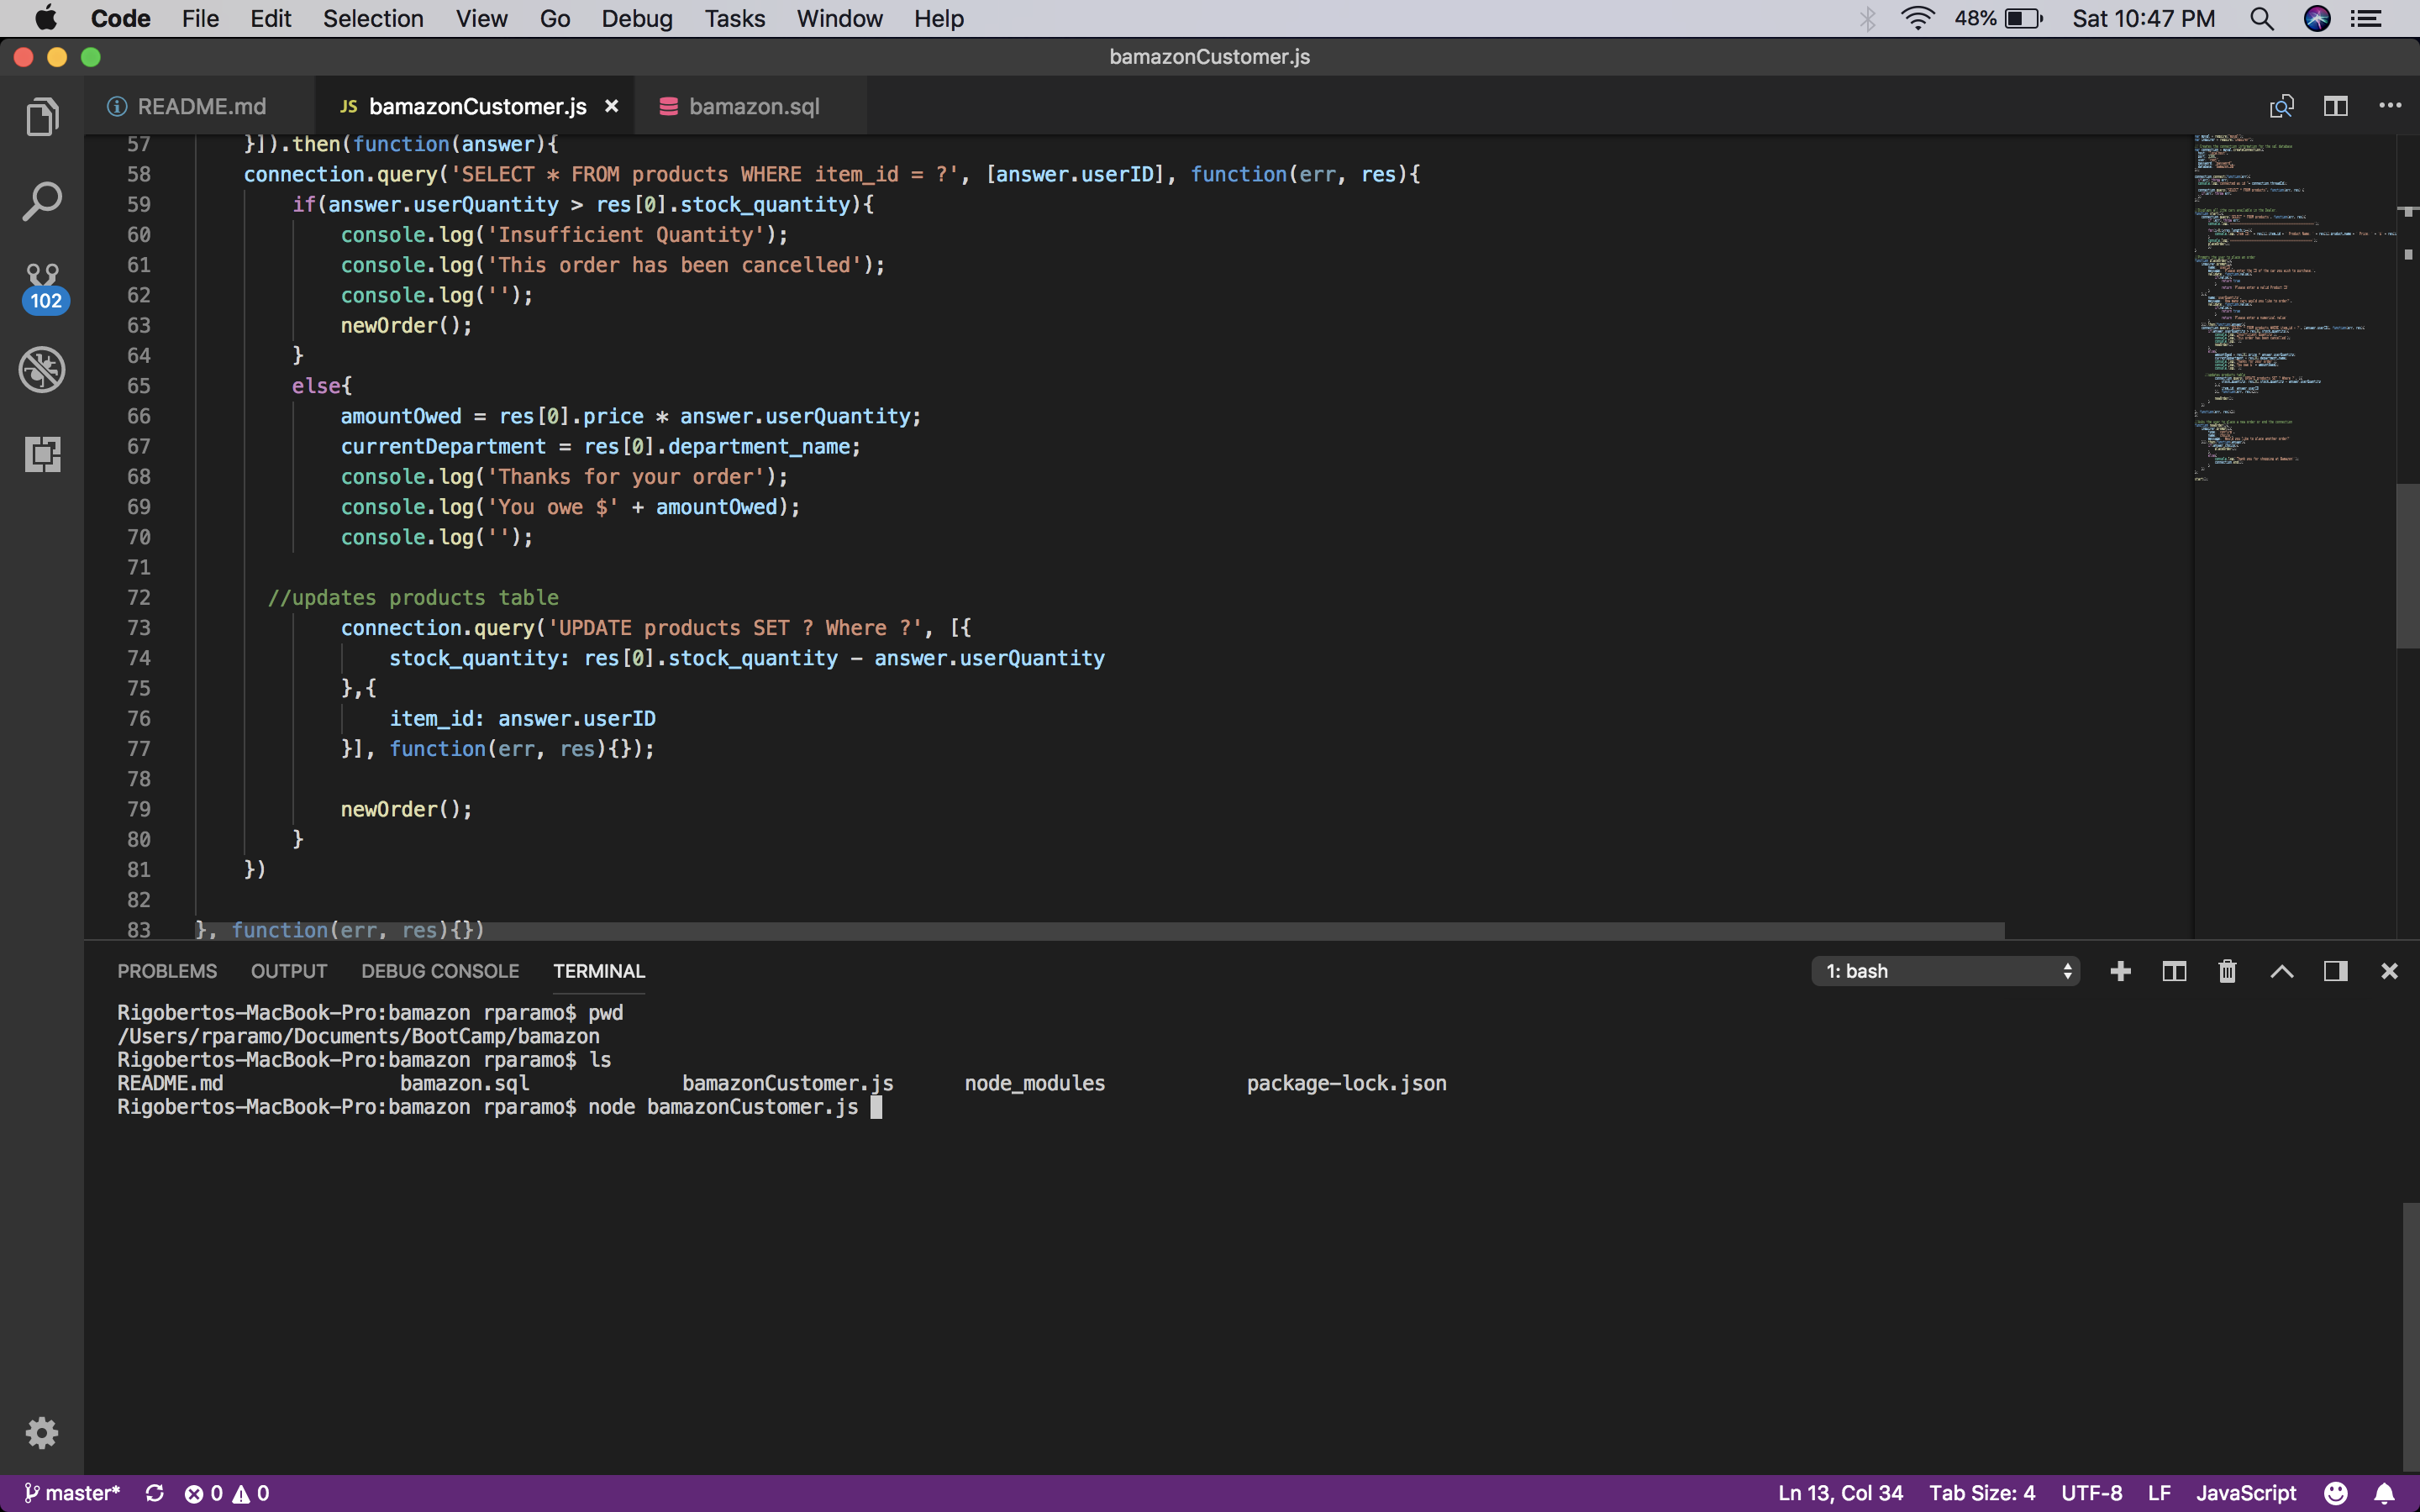 Code File Edit Selection View Go Debug Tasks Window Help 48% Sat 10:47 PM
bamazonCustomer.js
README.md JS bamazonCustomer.js × bamazon.sql
57 }]).then(function(answer){
58 connection.query('SELECT * FROM products WHERE item_id = ?', [answer.userID], function(err, res){
59 if(answer.userQuantity > res[0].stock_quantity){
60 console.log('Insufficient Quantity');
61 console.log('This order has been cancelled');
62 console.log('');
63 newOrder();
64 }
65 else{
66 amountOwed = res[0].price * answer.userQuantity;
67 currentDepartment = res[0].department_name;
68 console.log('Thanks for your order');
69 console.log('You owe $' + amountOwed);
70 console.log('');
71
72 //updates products table
73 connection.query('UPDATE products SET ? Where ?', [{
74 stock_quantity: res[0].stock_quantity - answer.userQuantity
75 },{
76 item_id: answer.userID
77 }], function(err, res){});
78
79 newOrder();
80 }
81 })
82
83 }, function(err, res){})
102
PROBLEMS OUTPUT DEBUG CONSOLE TERMINAL 1: bash
Rigobertos-MacBook-Pro:bamazon rparamo$ pwd
/Users/rparamo/Documents/BootCamp/bamazon
Rigobertos-MacBook-Pro:bamazon rparamo$ ls
README.md bamazon.sql bamazonCustomer.js node_modules package-lock.json
Rigobertos-MacBook-Pro:bamazon rparamo$ node bamazonCustomer.js
master* 0 0 Ln 13, Col 34 Tab Size: 4 UTF-8 LF JavaScript